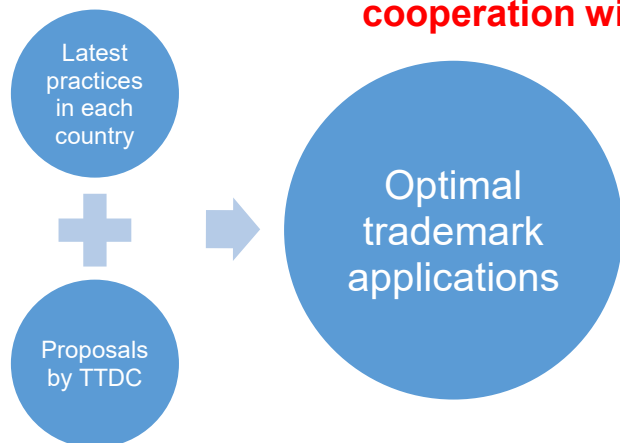 cooperation wi
Latest
practices
in each
country
Optimal
trademark
applications
Proposals
by TTDC